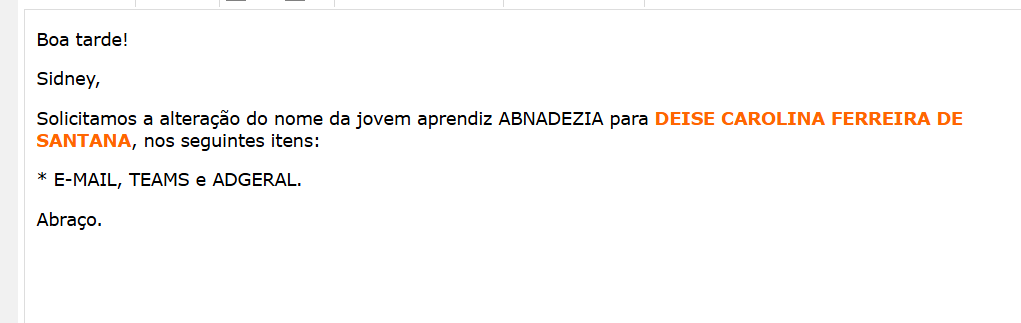 Boa tarde!
Sidney,
Solicitamos a alteração do nome da jovem aprendiz ABNADEZIA para DEISE CAROLINA FERREIRA DE
SANTANA, nos seguintes itens:
* E-MAIL, TEAMS e ADGERAL.
Abraço.